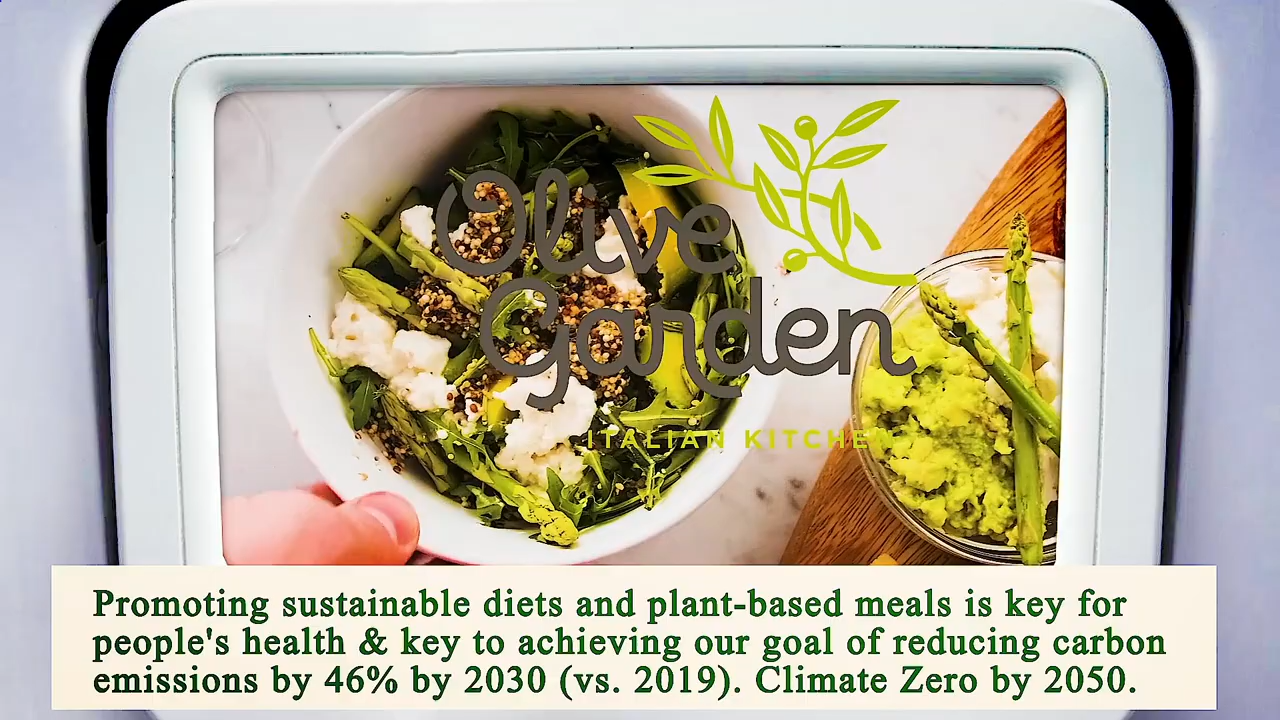 Olive
Garden
ITALIAN KITCHEN
Promoting sustainable diets and plant-based meals is key for
people's health & key to achieving our goal of reducing carbon
emissions by 46% by 2030 (vs. 2019). Climate Zero by 2050.